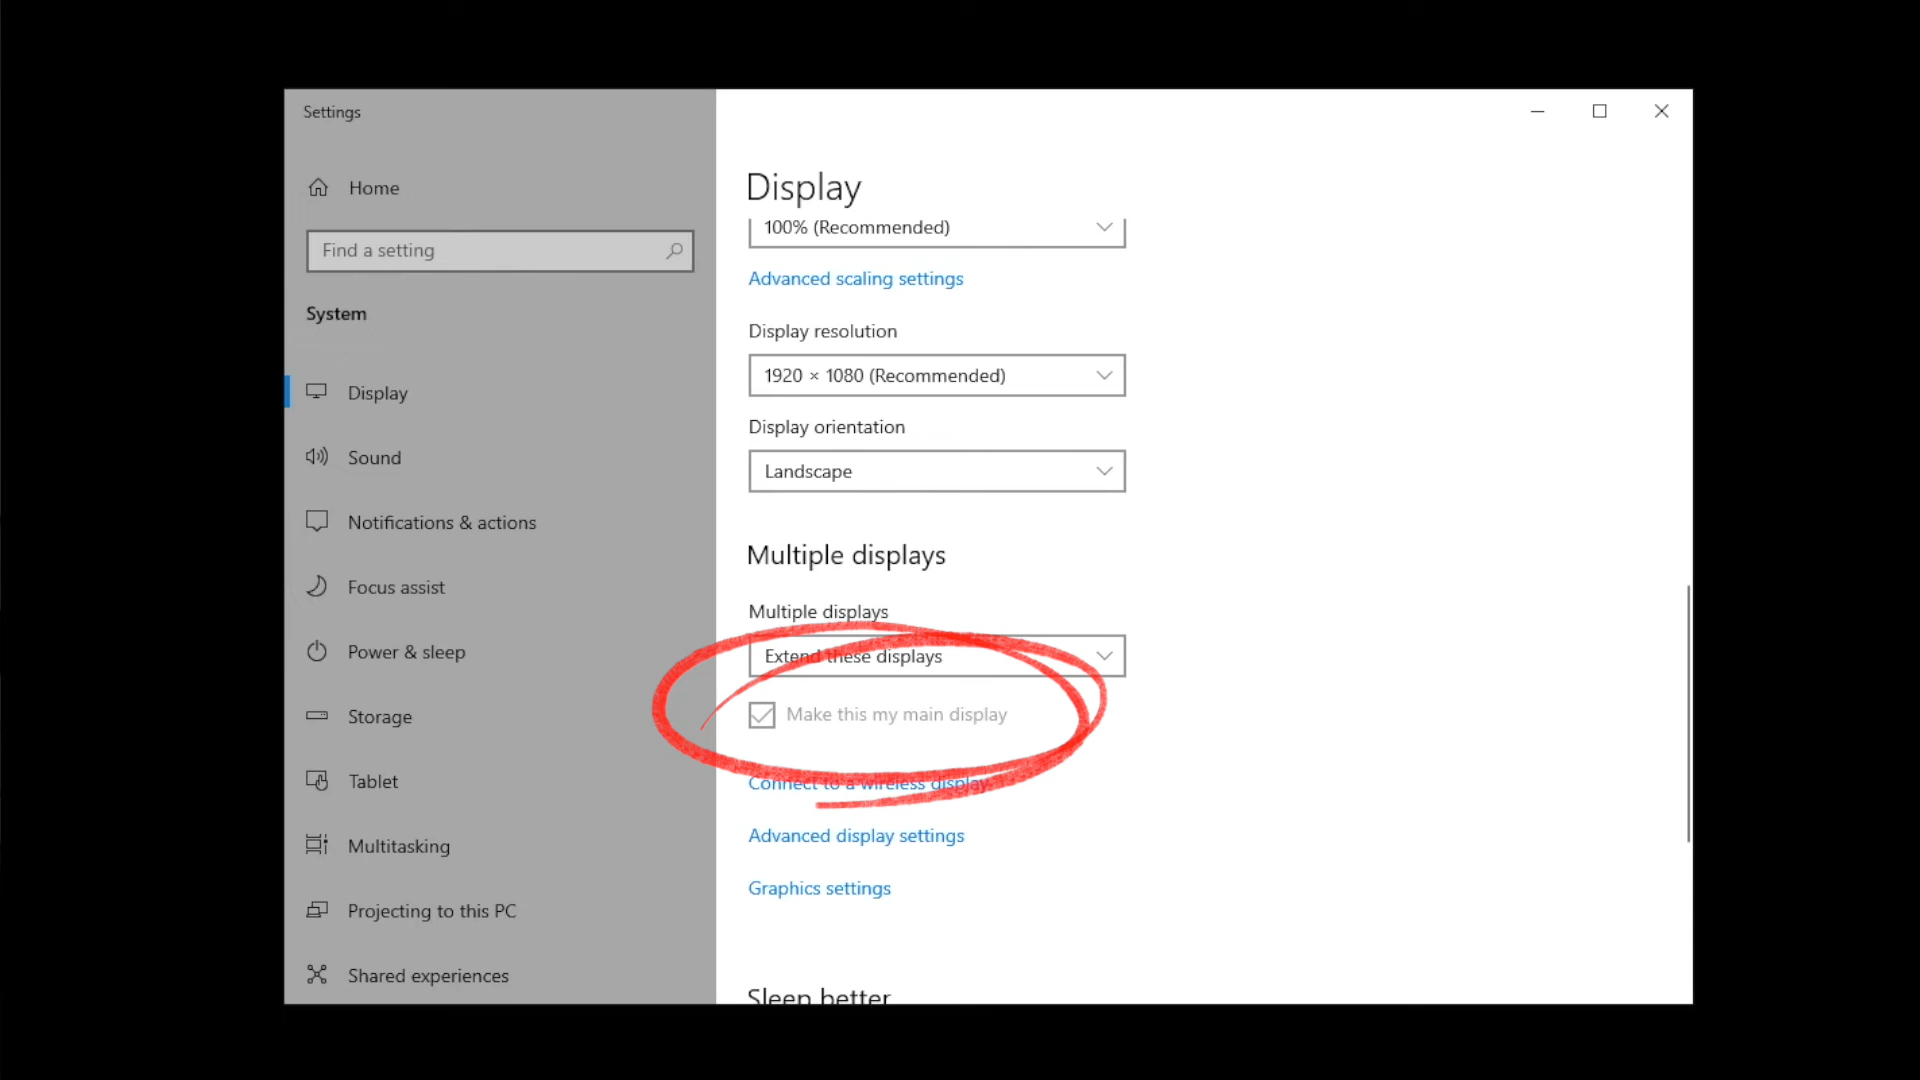 Settings
Home
Find a setting
System
Display
Sound
Notifications & actions
Focus assist
Power & sleep
Storage
Tablet
Multitasking
Projecting to this PC
Shared experiences
Display
100% (Recommended)
Advanced scaling settings
Display resolution
1920 × 1080 (Recommended)
Display orientation
Landscape
Multiple displays
Multiple displays
Extend these displays
Make this my main display
Connect to a wireless display
Advanced display settings
Graphics settings
Sleep better